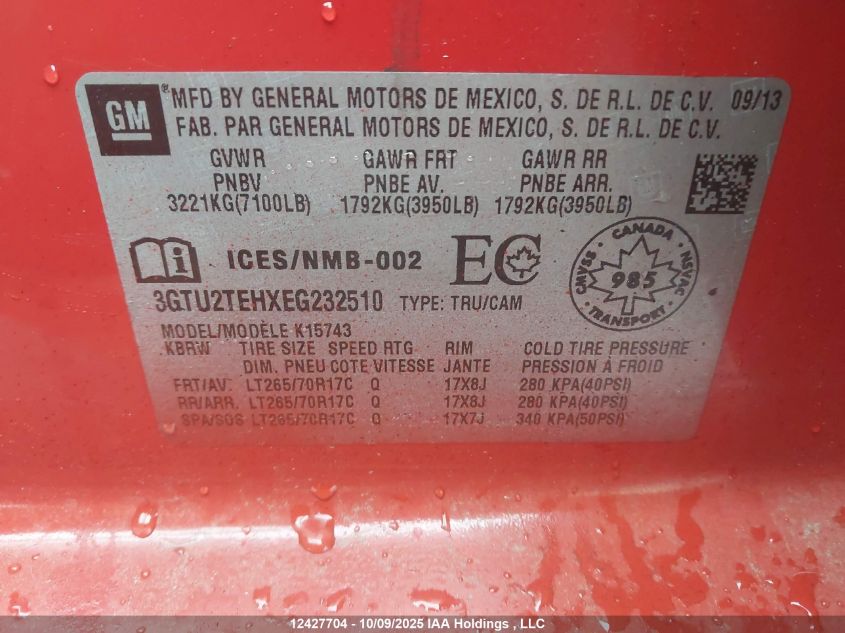 GM
® MFD BY GENERAL MOTORS DE MEXICO, S. DE R.L. DE C.V. 09/13
FAB. PAR GENERAL MOTORS DE MEXICO, S. DE R.L. DE C.V.
GVWR GAWR FRT GAWR RR
PNBV PNBE AV. PNBE ARR.
3221KG(7100LB) 1792KG(3950LB) 1792KG(3950LB)
i ICES/NMB-002 EC
CANADA
CMVSS 985 NSVAC
TRANSPORT
3GTU2TEHXEG232510 TYPE: TRU/CAM
MODEL/MODÈLE K15743
KBRW TIRE SIZE SPEED RTG RIM COLD TIRE PRESSURE
DIM. PNEU COTE VITESSE JANTE PRESSION À FROID
FRT/AV. LT265/70R17C Q 17X8J 280 KPA(40PSI)
RR/ARR. LT265/70R17C Q 17X8J 280 KPA(40PSI)
SPA/SOS LT265/70R17C Q 17X7J 340 KPA(50PSI)
12427704 - 10/09/2025 IAA Holdings , LLC